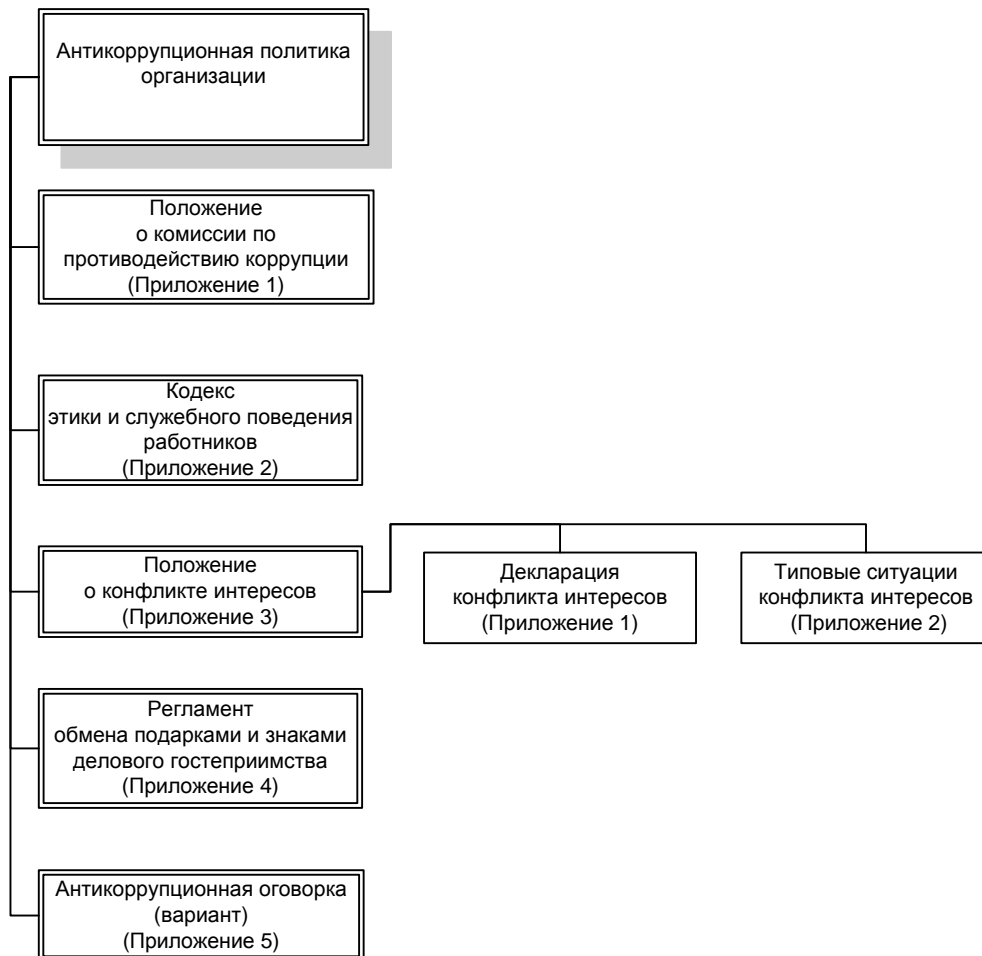 Антикоррупционная политика
организации
Положение
о комиссии по
противодействию коррупции
(Приложение 1)
Кодекс
этики и служебного поведения
работников
(Приложение 2)
Положение
о конфликте интересов
(Приложение 3)
Декларация
конфликта интересов
(Приложение 1)
Типовые ситуации
конфликта интересов
(Приложение 2)
Регламент
обмена подарками и знаками
делового гостеприимства
(Приложение 4)
Антикоррупционная оговорка
(вариант)
(Приложение 5)